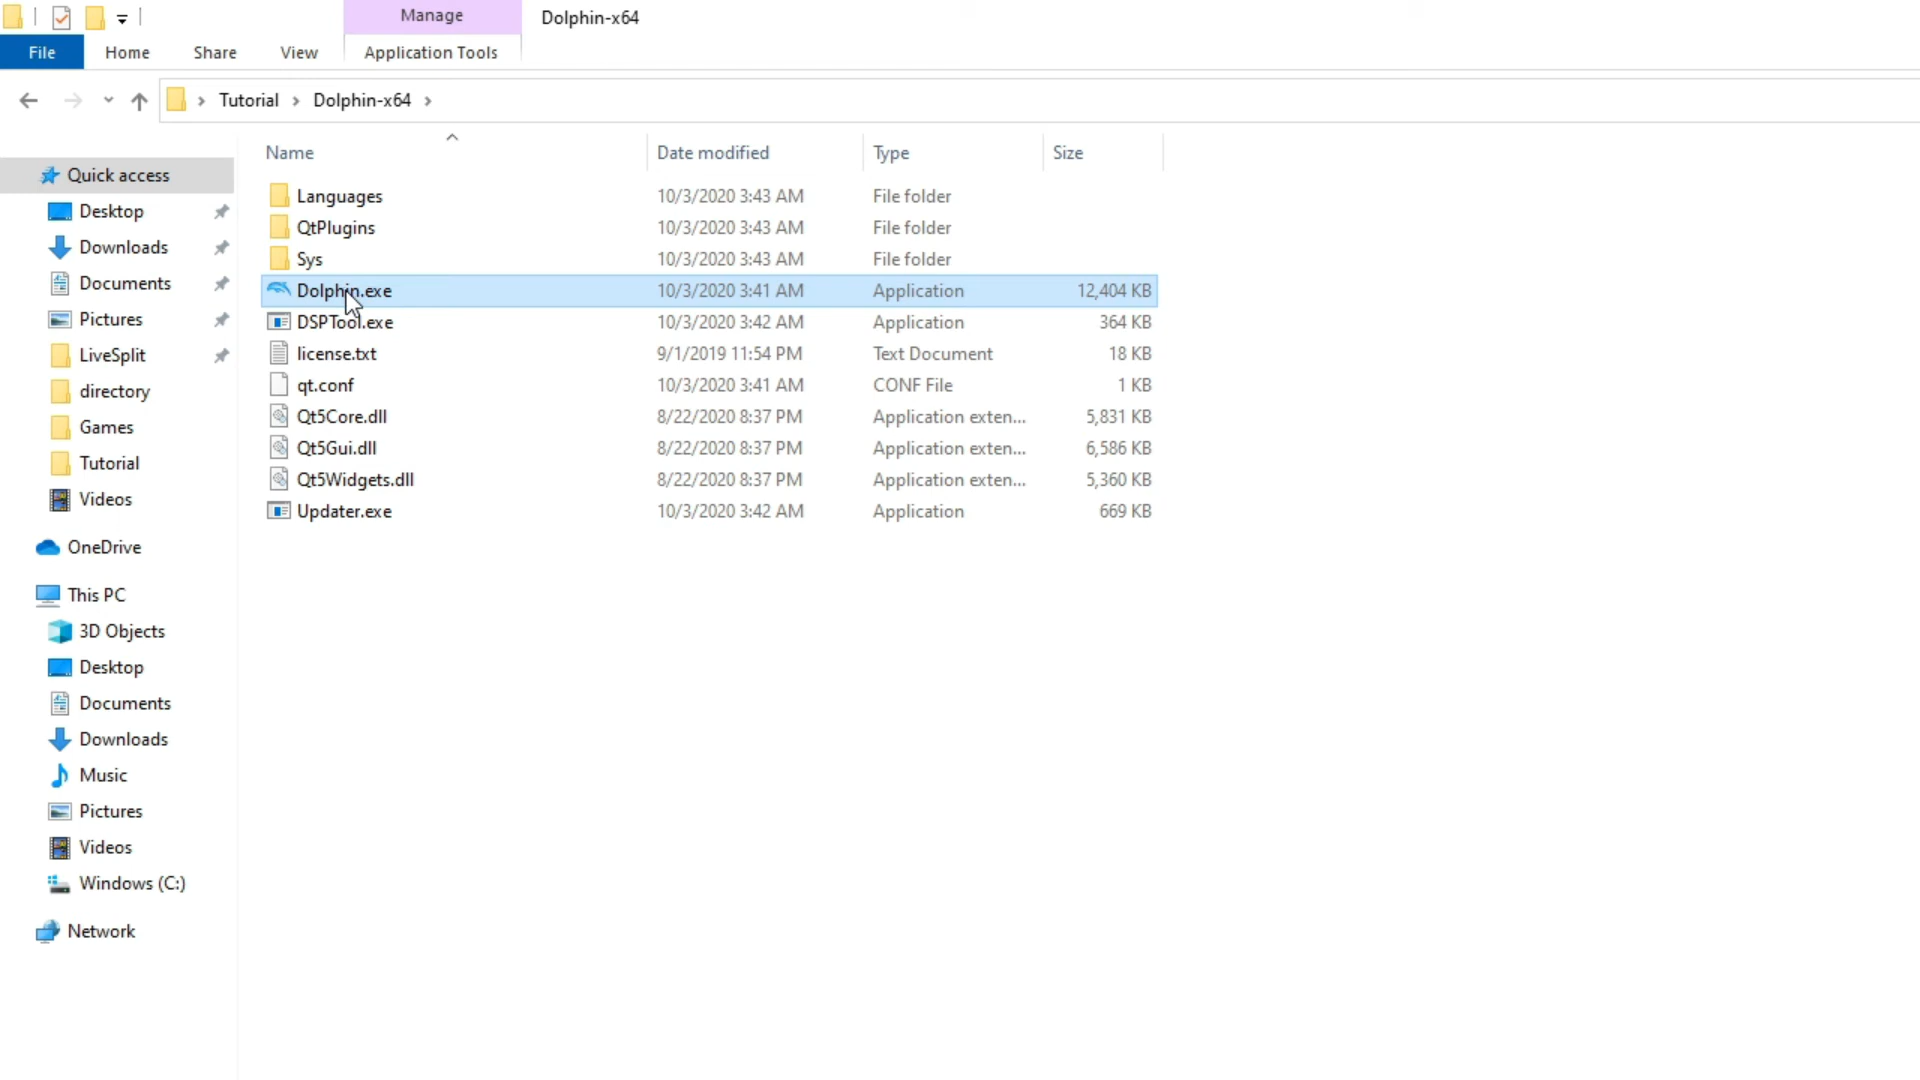 Manage
Dolphin-x64
File Home Share View Application Tools
Tutorial Dolphin-x64
Name Date modified Type Size
Quick access
Desktop
Downloads
Documents
Pictures
LiveSplit
directory
Games
Tutorial
Videos
OneDrive
This PC
3D Objects
Desktop
Documents
Downloads
Music
Pictures
Videos
Windows (C:)
Network
Languages 10/3/2020 3:43 AM File folder
QtPlugins 10/3/2020 3:43 AM File folder
Sys 10/3/2020 3:43 AM File folder
Dolphin.exe 10/3/2020 3:41 AM Application 12,404 KB
DSPTool.exe 10/3/2020 3:42 AM Application 364 KB
license.txt 9/1/2019 11:54 PM Text Document 18 KB
qt.conf 10/3/2020 3:41 AM CONF File 1 KB
Qt5Core.dll 8/22/2020 8:37 PM Application exten... 5,831 KB
Qt5Gui.dll 8/22/2020 8:37 PM Application exten... 6,586 KB
Qt5Widgets.dll 8/22/2020 8:37 PM Application exten... 5,360 KB
Updater.exe 10/3/2020 3:42 AM Application 669 KB